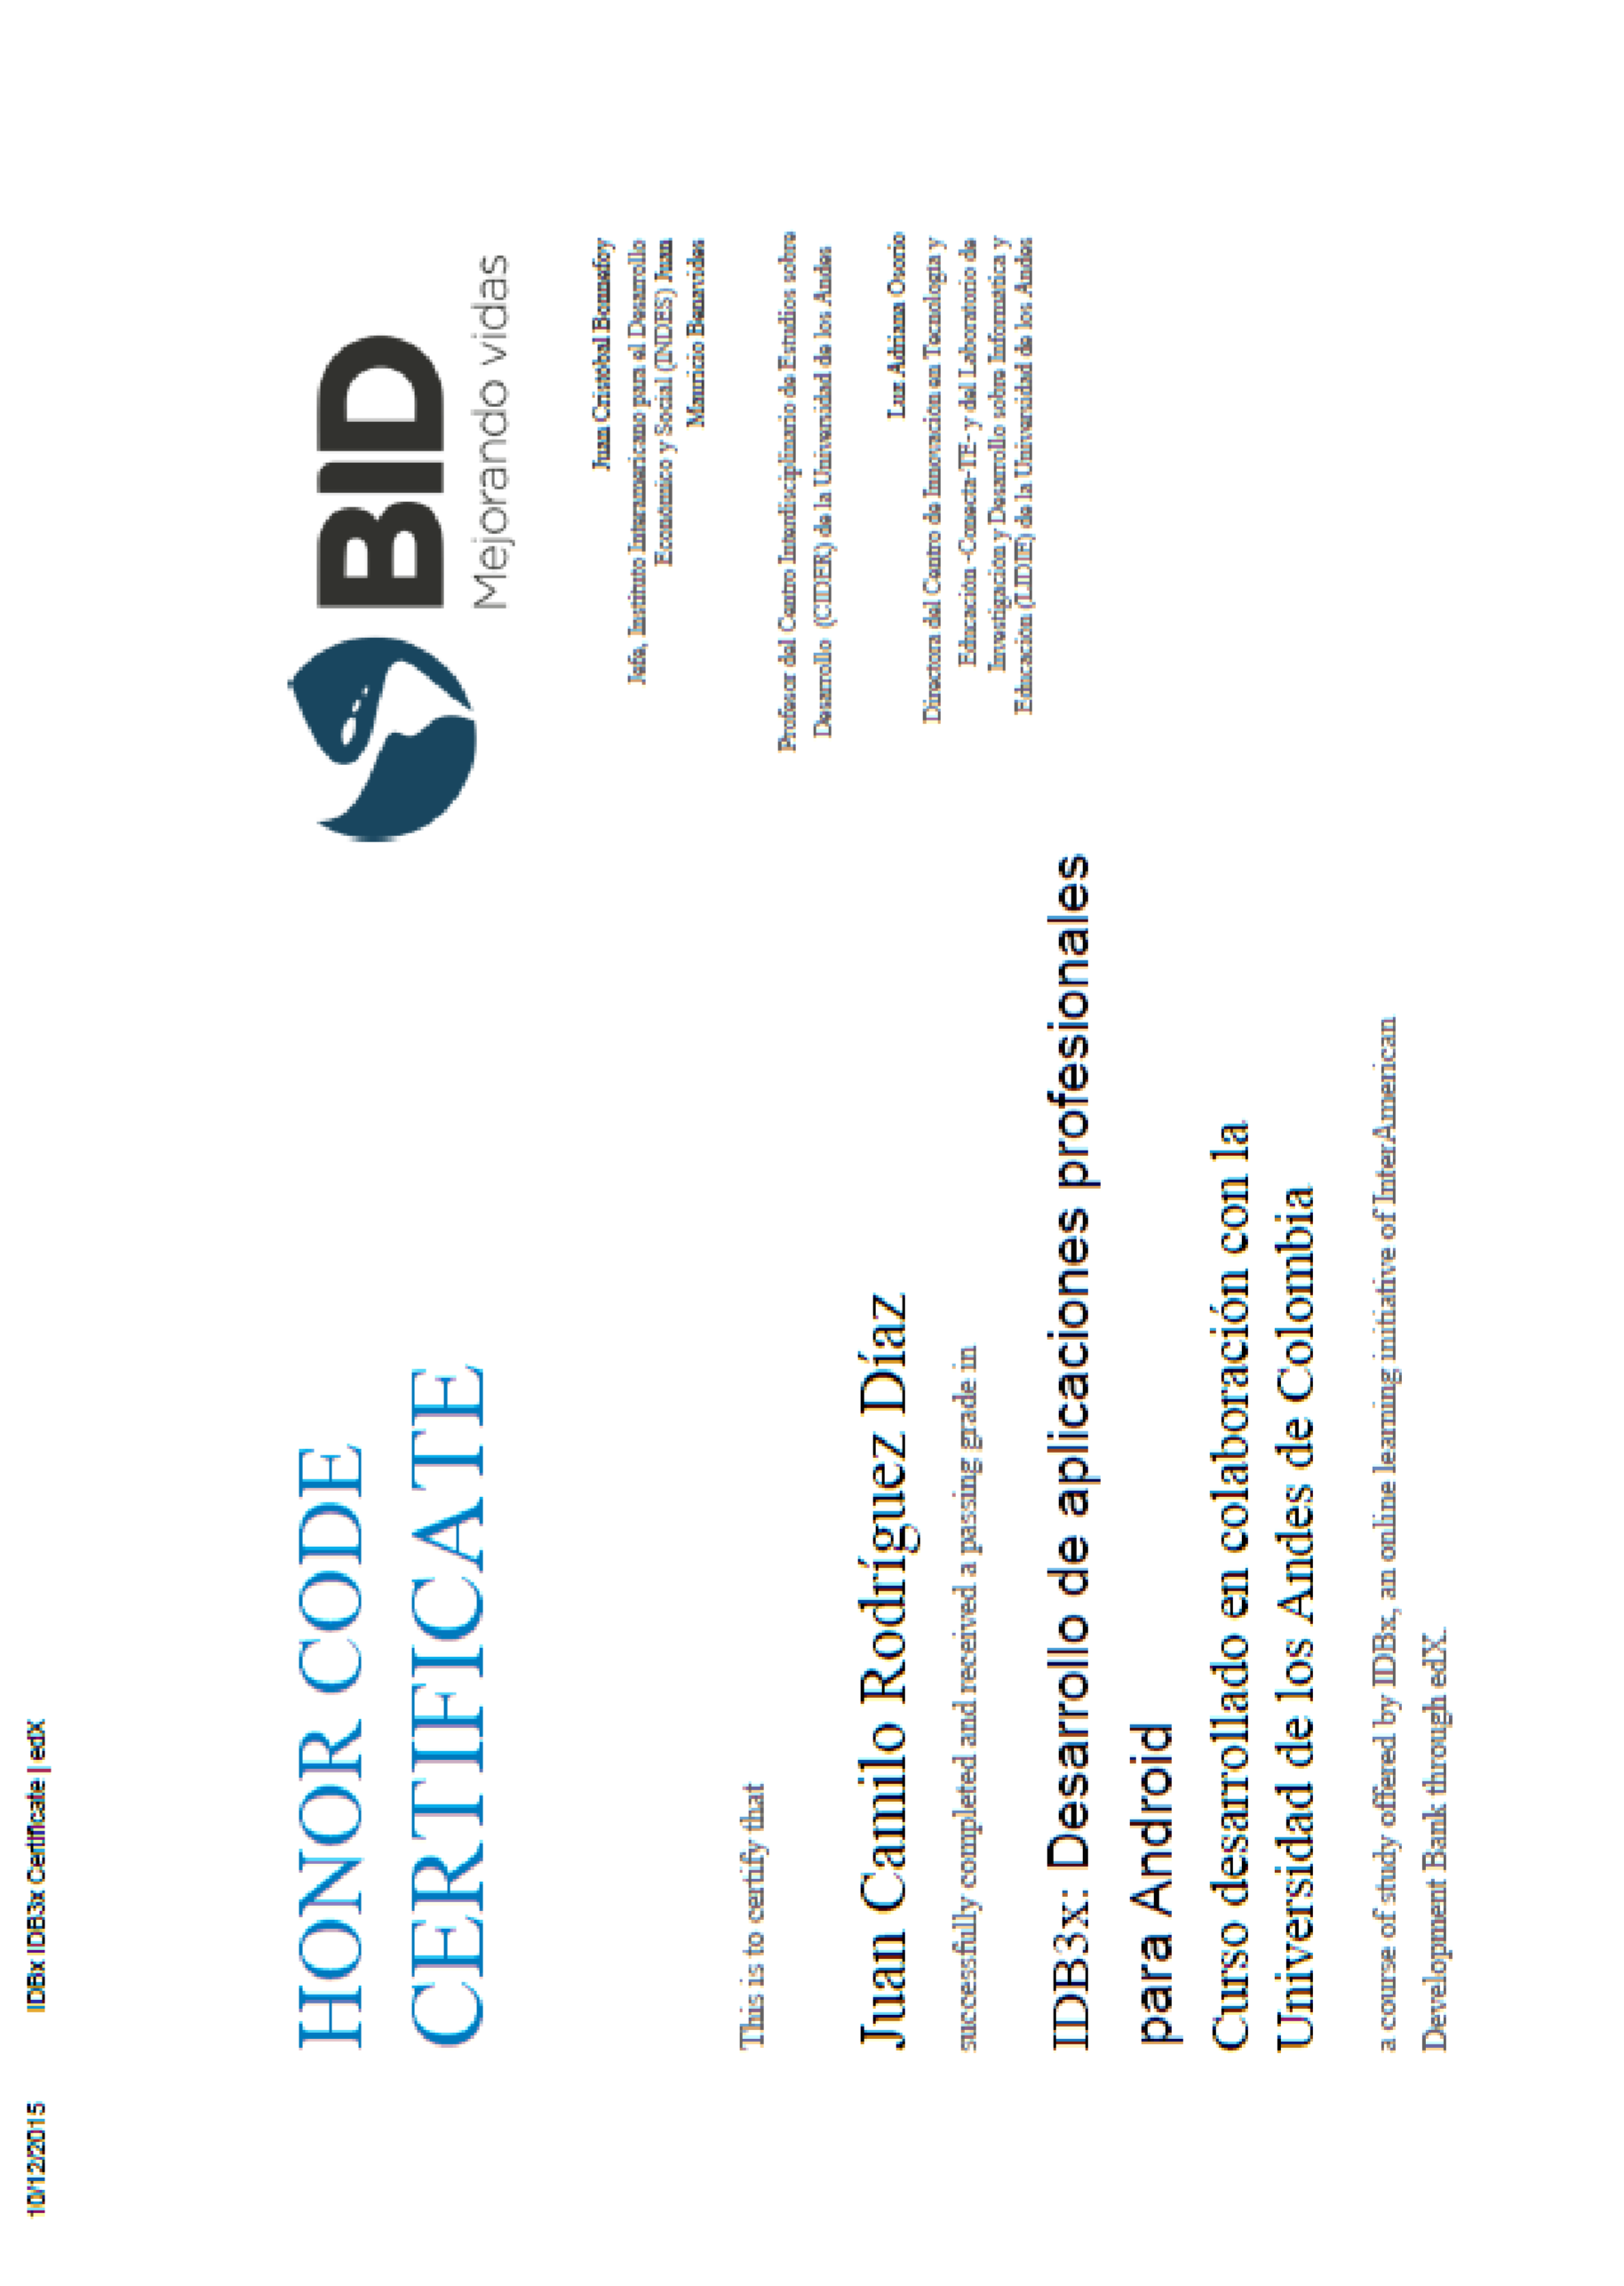 10/12/2015 IDBx IDB3x Certificate | edX
HONOR CODE
CERTIFICATE
BID
Mejorando vidas
This is to certify that
Juan Camilo Rodríguez Díaz
successfully completed and received a passing grade in
IDB3x: Desarrollo de aplicaciones profesionales
para Android
Curso desarrollado en colaboración con la
Universidad de los Andes de Colombia
a course of study offered by IDBx, an online learning initiative of InterAmerican
Development Bank through edX.
Juan Cristóbal Bonnefoy
Jefe, Instituto Interamericano para el Desarrollo
Económico y Social (INDES) Juan
Mauricio Benavides
Profesor del Centro Interdisciplinario de Estudios sobre
Desarrollo (CIDER) de la Universidad de los Andes
Luz Adriana Osorio
Directora del Centro de Innovación en Tecnología y
Educación -Conecta-TE- y del Laboratorio de
Investigación y Desarrollo sobre Informática y
Educación (LIDIE) de la Universidad de los Andes